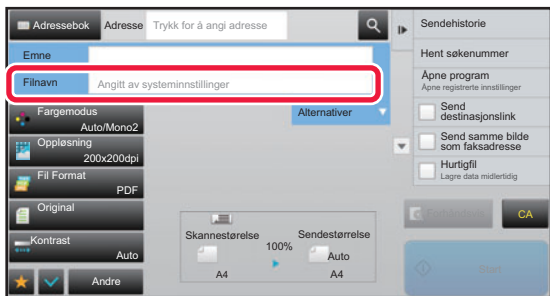 Adressebok
Adresse
Trykk for å angi adresse
Emne
Filnavn
Angitt av systeminnstillinger
Fargemodus
Auto/Mono2
Oppløsning
200x200dpi
Fil Format
PDF
Original
Kontrast
Auto
Andre
Alternativer
Skannestørelse
100%
Sendestørrelse
Auto
A4
A4
Sendehistorie
Hent søkenummer
Åpne program
Åpne registrerte innstillinger
Send
destinasjonslink
Send samme bilde
som faksadresse
Hurtigfil
Lagre data midlertidig
CA
Start